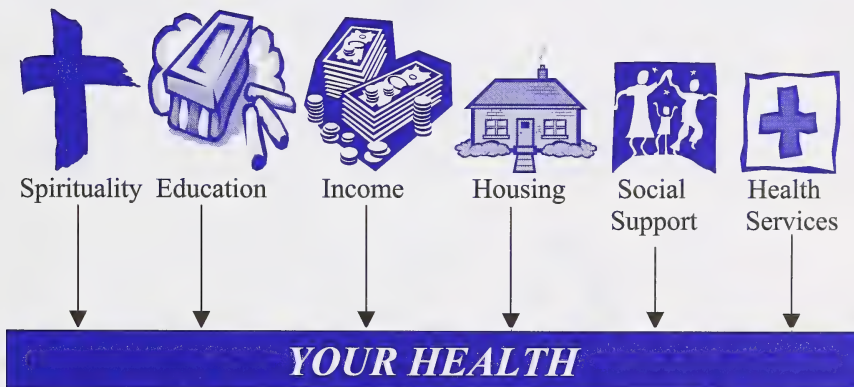 Spirituality Education Income Housing Social Support Health Services
YOUR HEALTH